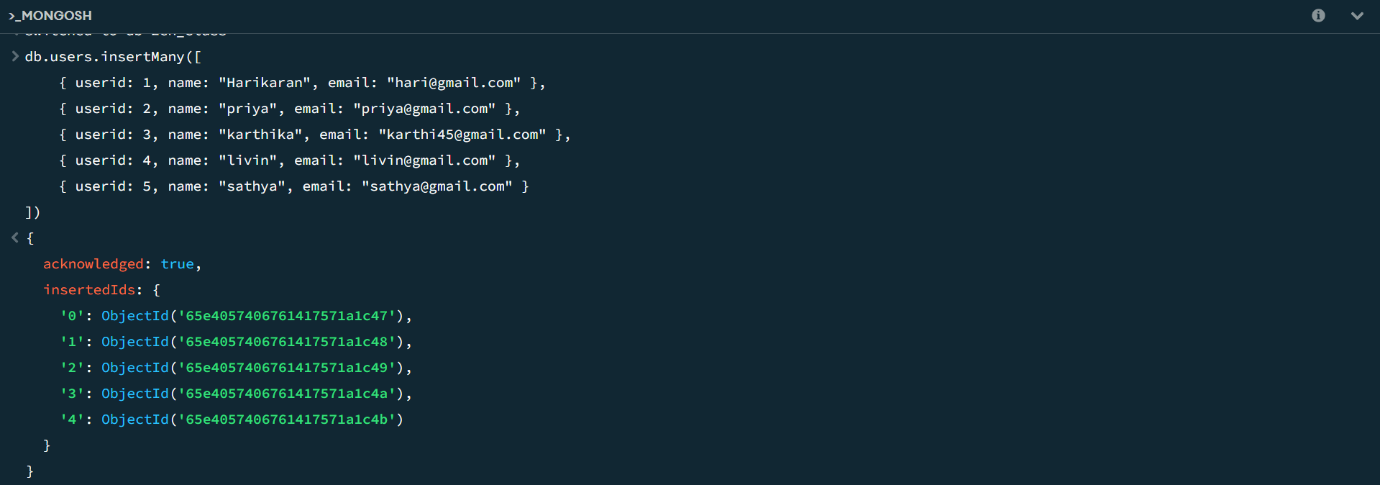 >_MONGOSH
switched to db
> db.users.insertMany([
{ userid: 1, name: "Harikaran", email: "hari@gmail.com" },
{ userid: 2, name: "priya", email: "priya@gmail.com" },
{ userid: 3, name: "karthika", email: "karthi45@gmail.com" },
{ userid: 4, name: "livin", email: "livin@gmail.com" },
{ userid: 5, name: "sathya", email: "sathya@gmail.com" }
])
< {
acknowledged: true,
insertedIds: {
'0': ObjectId('65e4057406761417571a1c47'),
'1': ObjectId('65e4057406761417571a1c48'),
'2': ObjectId('65e4057406761417571a1c49'),
'3': ObjectId('65e4057406761417571a1c4a'),
'4': ObjectId('65e4057406761417571a1c4b')
}
}